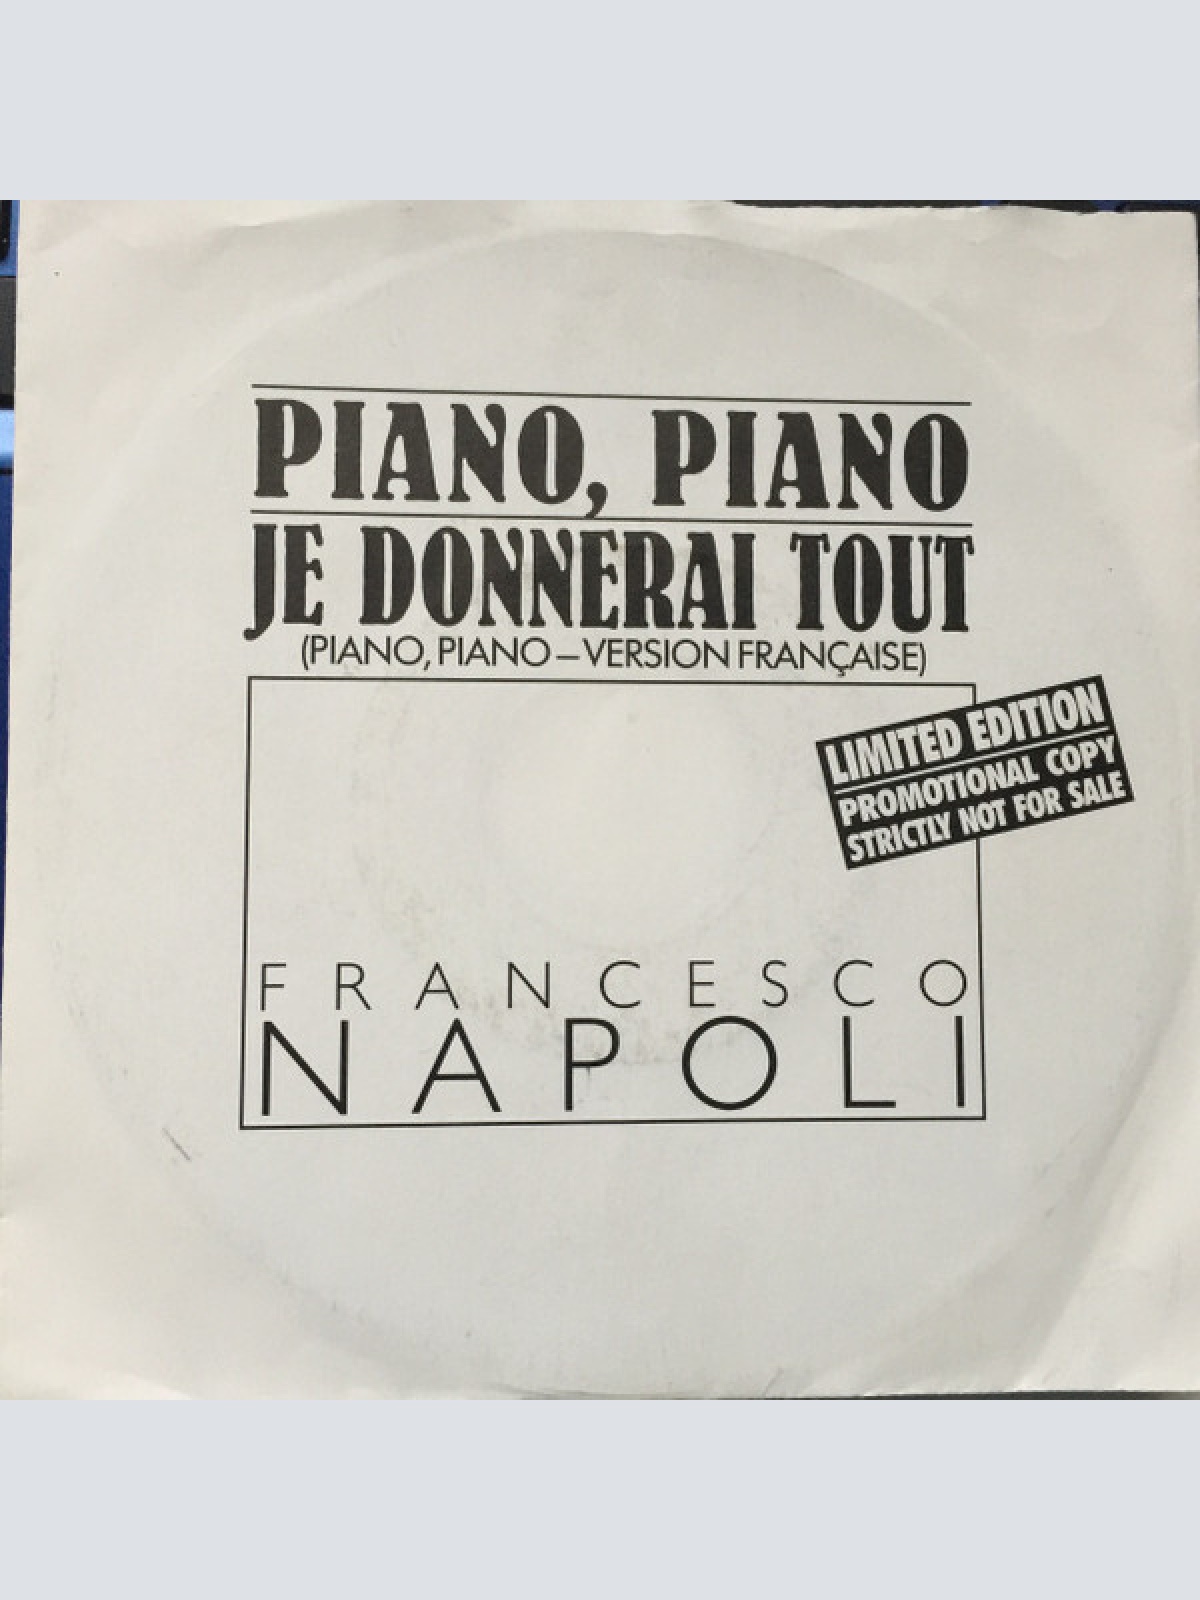 PIANO, PIANO
JE DONNERAI TOUT
(PIANO, PIANO – VERSION FRANÇAISE)
LIMITED EDITION
PROMOTIONAL COPY
STRICTLY NOT FOR SALE
FRANCESCO
NAPOLI